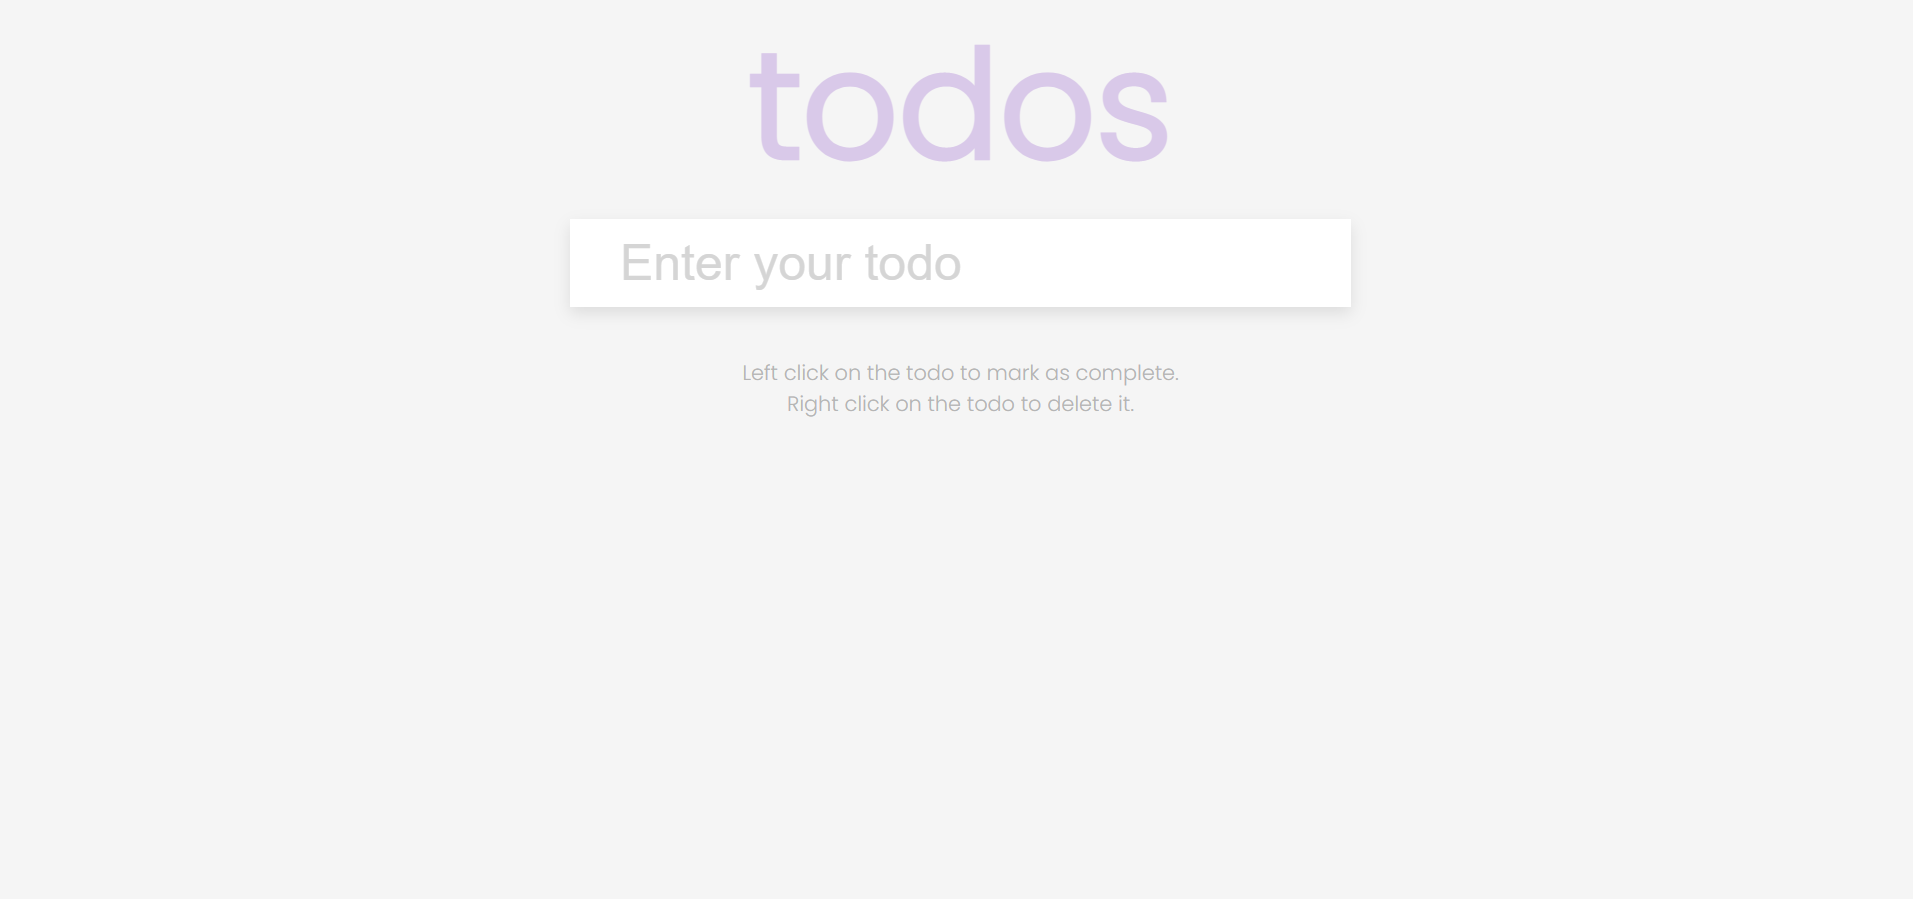 todos
Enter your todo
Left click on the todo to mark as complete.
Right click on the todo to delete it.